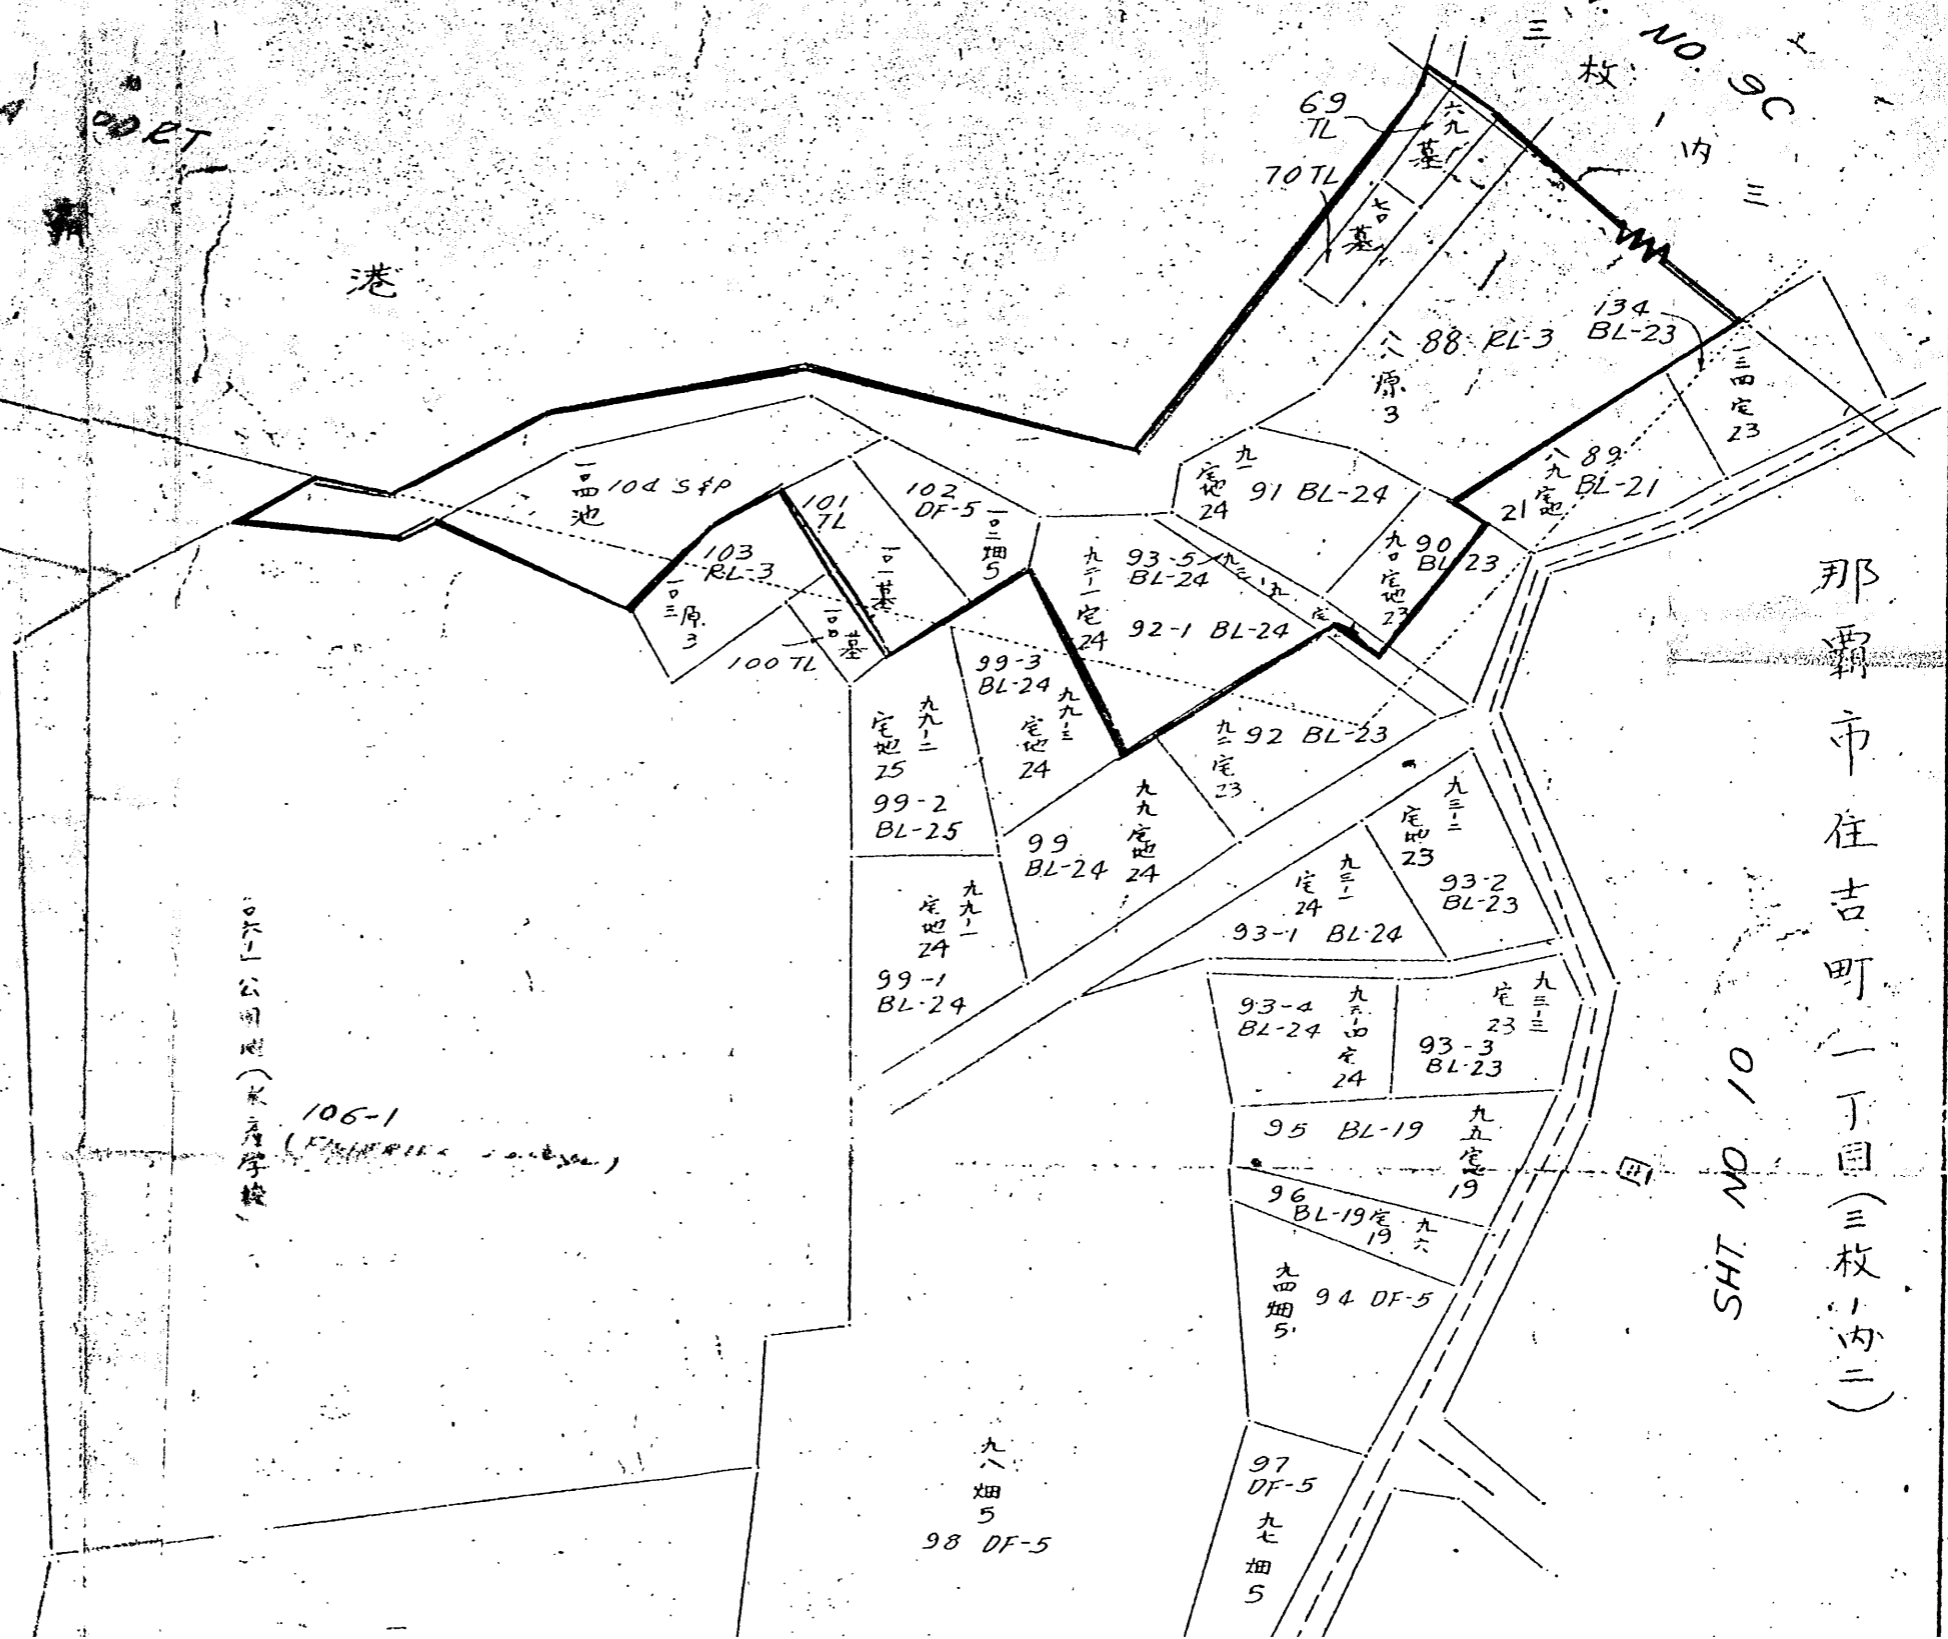 NO. 9C
三枚ノ内三
港
69
TL
六九
墓
70 TL
七〇
墓
134
BL-23
一三四宅
23
八八
原
3
88 RL-3
89
BL-21
八九宅地
21
九一
宅地
24
91 BL-24
90
BL-23
九〇宅地
23
一〇四池
104 S&P
101
TL
一〇一墓
102
DF-5
一〇二畑
5
103
RL-3
一〇三
原
3
100 TL
一〇〇
墓
93-5
BL-24
九二-一宅
24
92-1 BL-24
99-3
BL-24
九九-三
宅地
24
九二宅
23
92 BL-23
九九-二
宅地
25
99-2
BL-25
99
BL-24
九九宅地
24
九九-一
宅地
24
99-1
BL-24
九三-二
宅地
23
93-2
BL-23
九三-一
宅
24
93-1 BL-24
93-4
BL-24
九三-四宅
24
九三-三
宅
23
93-3
BL-23
95 BL-19
九五宅地
19
96
BL-19
宅
19
九六
九四畑
5
94 DF-5
97
DF-5
九七畑
5
九八畑
5
98 DF-5
106-1
SHT. NO 10
那覇市住吉町一丁目(三枚ノ内二)